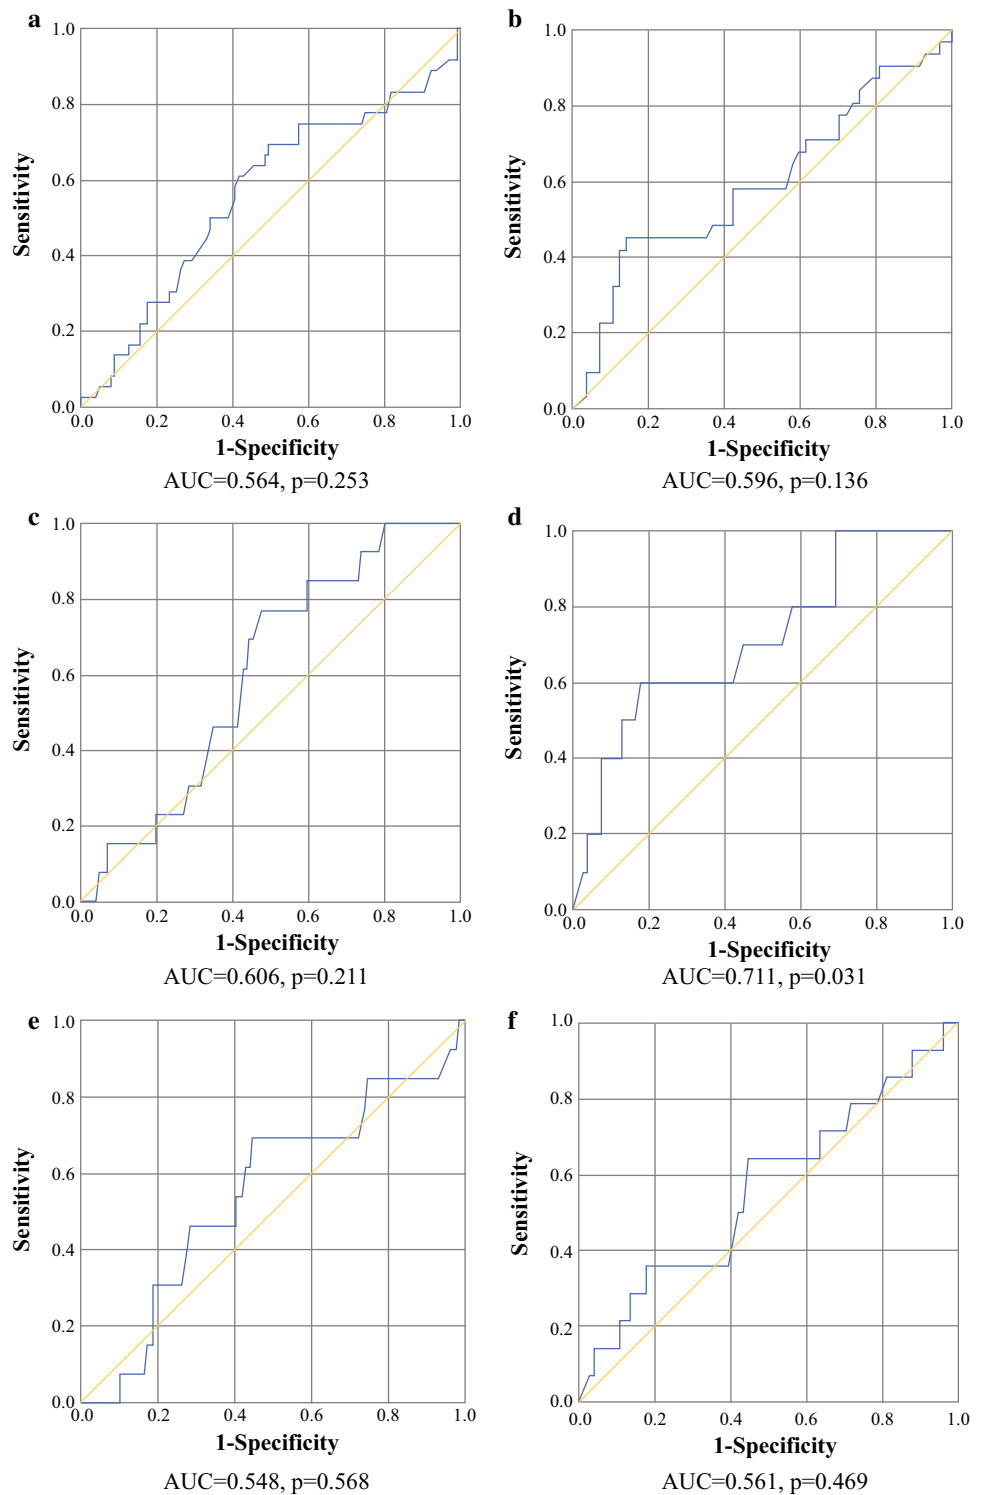 a
1.0
0.8
0.6
0.4
0.2
0.0
Sensitivity
0.0 0.2 0.4 0.6 0.8 1.0
1-Specificity
AUC=0.564, p=0.253
b
1.0
0.8
0.6
0.4
0.2
0.0
Sensitivity
0.0 0.2 0.4 0.6 0.8 1.0
1-Specificity
AUC=0.596, p=0.136
c
1.0
0.8
0.6
0.4
0.2
0.0
Sensitivity
0.0 0.2 0.4 0.6 0.8 1.0
1-Specificity
AUC=0.606, p=0.211
d
1.0
0.8
0.6
0.4
0.2
0.0
Sensitivity
0.0 0.2 0.4 0.6 0.8 1.0
1-Specificity
AUC=0.711, p=0.031
e
1.0
0.8
0.6
0.4
0.2
0.0
Sensitivity
0.0 0.2 0.4 0.6 0.8 1.0
1-Specificity
AUC=0.548, p=0.568
f
1.0
0.8
0.6
0.4
0.2
0.0
Sensitivity
0.0 0.2 0.4 0.6 0.8 1.0
1-Specificity
AUC=0.561, p=0.469